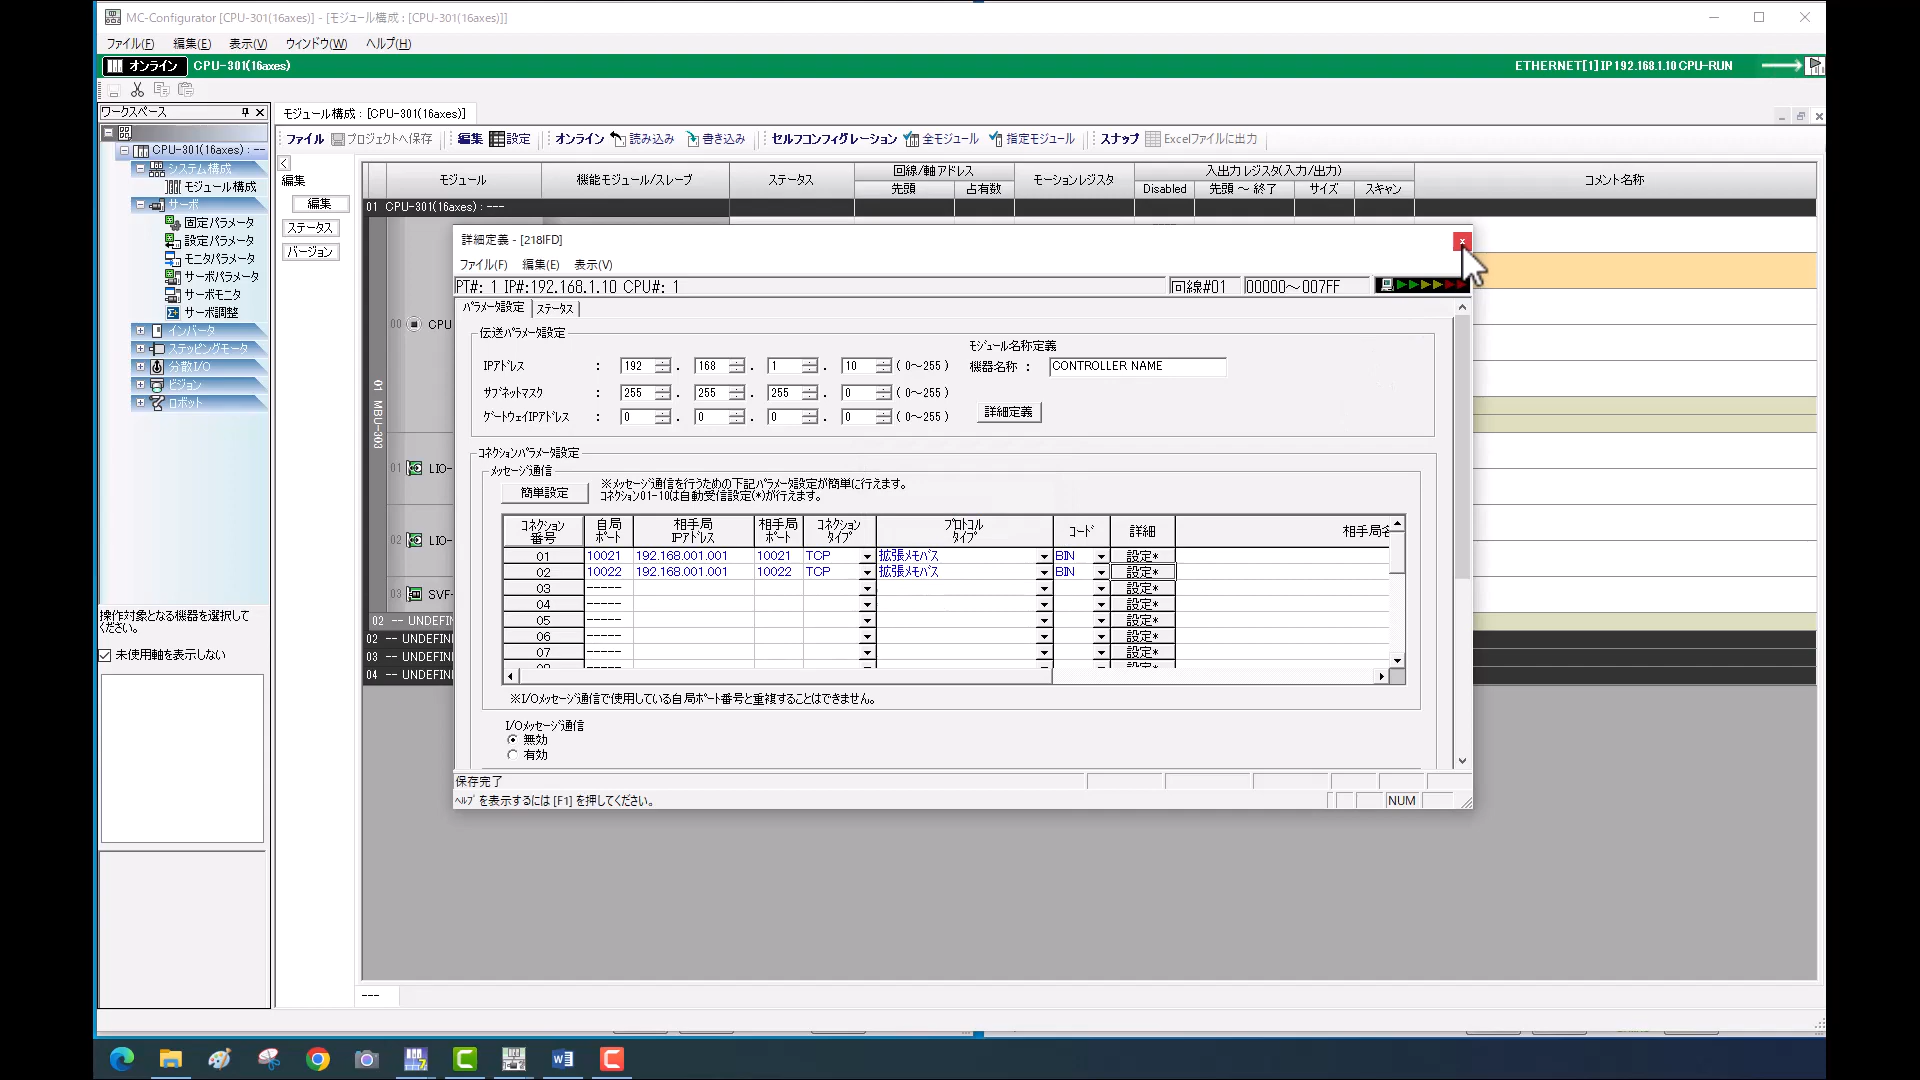 MC-Configurator [CPU-301(16axes)] - [モジュール構成 : [CPU-301(16axes)]]
ファイル(F) 編集(E) 表示(V) ウィンドウ(W) ヘルプ(H)
オンライン CPU-301(16axes) ETHERNET[1] IP192.168.1.10 CPU-RUN
ワークスペース
モジュール構成 : [CPU-301(16axes)]
ファイル プロジェクトへ保存 編集 設定 オンライン 読み込み 書き込み セルフコンフィグレーション 全モジュール 指定モジュール スナップ Excelファイルに出力
CPU-301(16axes) : --
システム構成
モジュール構成
サーボ
固定パラメータ
設定パラメータ
モニタパラメータ
サーボパラメータ
サーボモニタ
サーボ調整
インバータ
ステッピングモータ
分散I/O
ビジョン
ロボット
操作対象となる機器を選択して
ください。
未使用軸を表示しない
編集
編集
ステータス
バージョン
モジュール 機能モジュール/スレーブ ステータス 回線/軸アドレス モーションレジスタ 入出力レジスタ(入力/出力) コメント名称
先頭 占有数 Disabled 先頭 ～ 終了 サイズ スキャン
01 CPU-301(16axes) : ---
01 MBU-303
00 CPU
01 LIO-
02 LIO-
03 SVF-
02 -- UNDEFIN
02 -- UNDEFIN
03 -- UNDEFIN
04 -- UNDEFIN
詳細定義 - [218IFD]
ファイル(F) 編集(E) 表示(V)
PT#: 1 IP#:192.168.1.10 CPU#: 1 回線#01 00000～007FF
パラメータ設定 ステータス
伝送パラメータ設定
モジュール名称定義
IPアドレス : 192 . 168 . 1 . 10 ( 0～255 ) 機器名称 : CONTROLLER NAME
サブネットマスク : 255 . 255 . 255 . 0 ( 0～255 )
ゲートウェイIPアドレス : 0 . 0 . 0 . 0 ( 0～255 ) 詳細定義
コネクションパラメータ設定
メッセージ通信
簡単設定 ※メッセージ通信を行うための下記パラメータ設定が簡単に行えます。
コネクション01-10は自動受信設定(*)が行えます。
コネクション番号 自局ポート 相手局IPアドレス 相手局ポート コネクションタイプ プロトコルタイプ コード 詳細 相手局名
01 10021 192.168.001.001 10021 TCP 拡張メモバス BIN 設定*
02 10022 192.168.001.001 10022 TCP 拡張メモバス BIN 設定*
03 ----- 設定*
04 ----- 設定*
05 ----- 設定*
06 ----- 設定*
07 ----- 設定*
※I/Oメッセージ通信で使用している自局ポート番号と重複することはできません。
I/Oメッセージ通信
無効
有効
保存完了
ヘルプを表示するには [F1] を押してください。 NUM
---